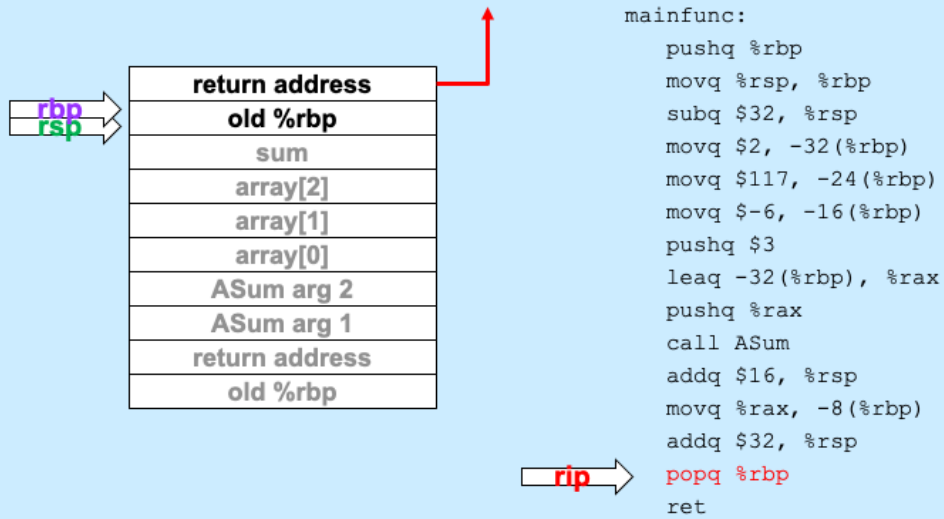 return address
rbp
rsp
old %rbp
sum
array[2]
array[1]
array[0]
ASum arg 2
ASum arg 1
return address
old %rbp
mainfunc:
pushq %rbp
movq %rsp, %rbp
subq $32, %rsp
movq $2, -32(%rbp)
movq $117, -24(%rbp)
movq $-6, -16(%rbp)
pushq $3
leaq -32(%rbp), %rax
pushq %rax
call ASum
addq $16, %rsp
movq %rax, -8(%rbp)
addq $32, %rsp
rip
popq %rbp
ret